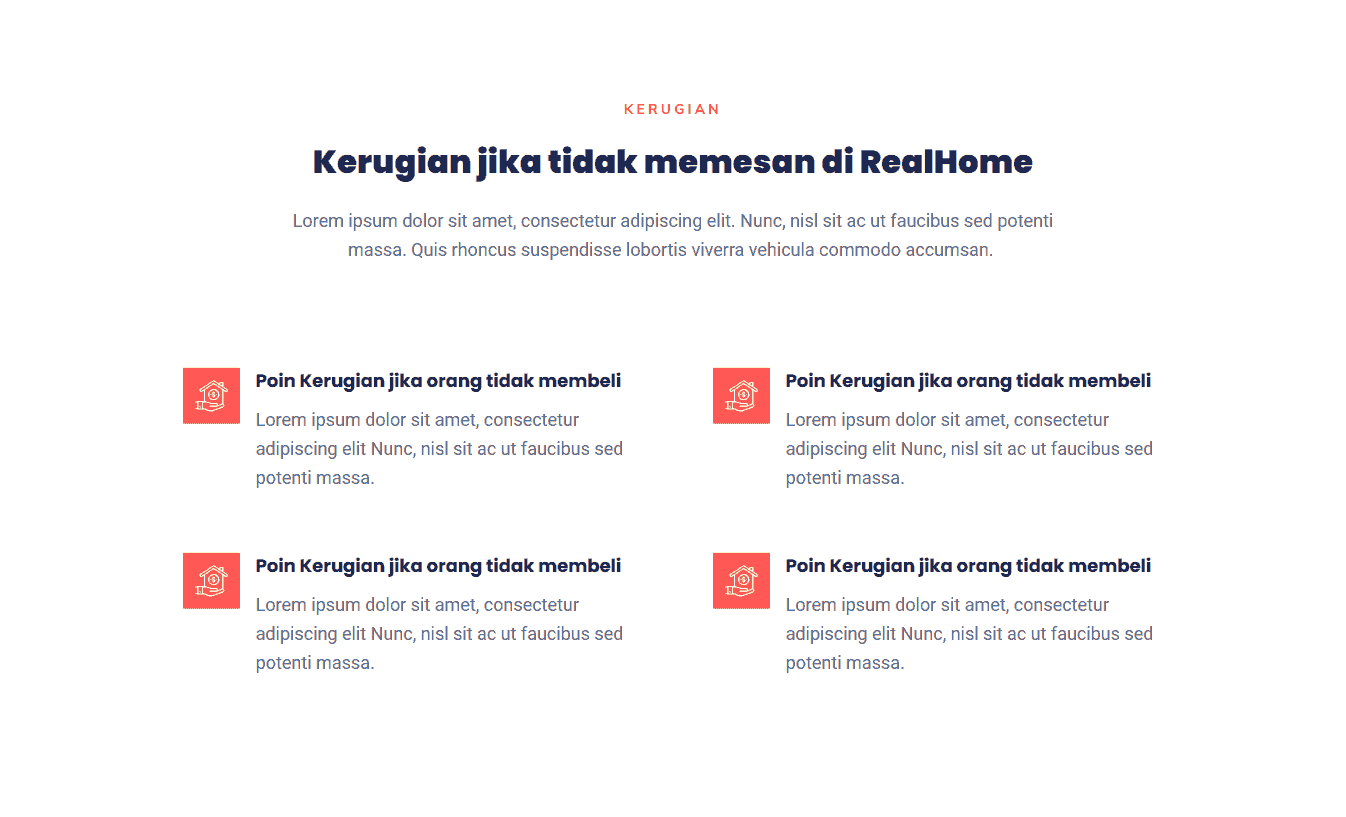 KERUGIAN
Kerugian jika tidak memesan di RealHome
Lorem ipsum dolor sit amet, consectetur adipiscing elit. Nunc, nisl sit ac ut faucibus sed potenti
massa. Quis rhoncus suspendisse lobortis viverra vehicula commodo accumsan.
Poin Kerugian jika orang tidak membeli
Lorem ipsum dolor sit amet, consectetur
adipiscing elit Nunc, nisl sit ac ut faucibus sed
potenti massa.
Poin Kerugian jika orang tidak membeli
Lorem ipsum dolor sit amet, consectetur
adipiscing elit Nunc, nisl sit ac ut faucibus sed
potenti massa.
Poin Kerugian jika orang tidak membeli
Lorem ipsum dolor sit amet, consectetur
adipiscing elit Nunc, nisl sit ac ut faucibus sed
potenti massa.
Poin Kerugian jika orang tidak membeli
Lorem ipsum dolor sit amet, consectetur
adipiscing elit Nunc, nisl sit ac ut faucibus sed
potenti massa.